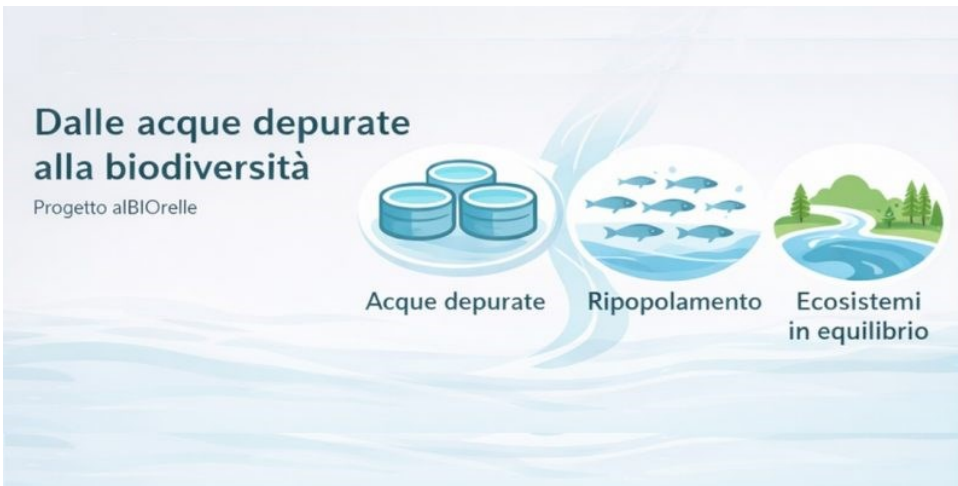 Dalle acque depurate
alla biodiversità
Progetto alBIOrelle
Acque depurate
Ripopolamento
Ecosistemi
in equilibrio